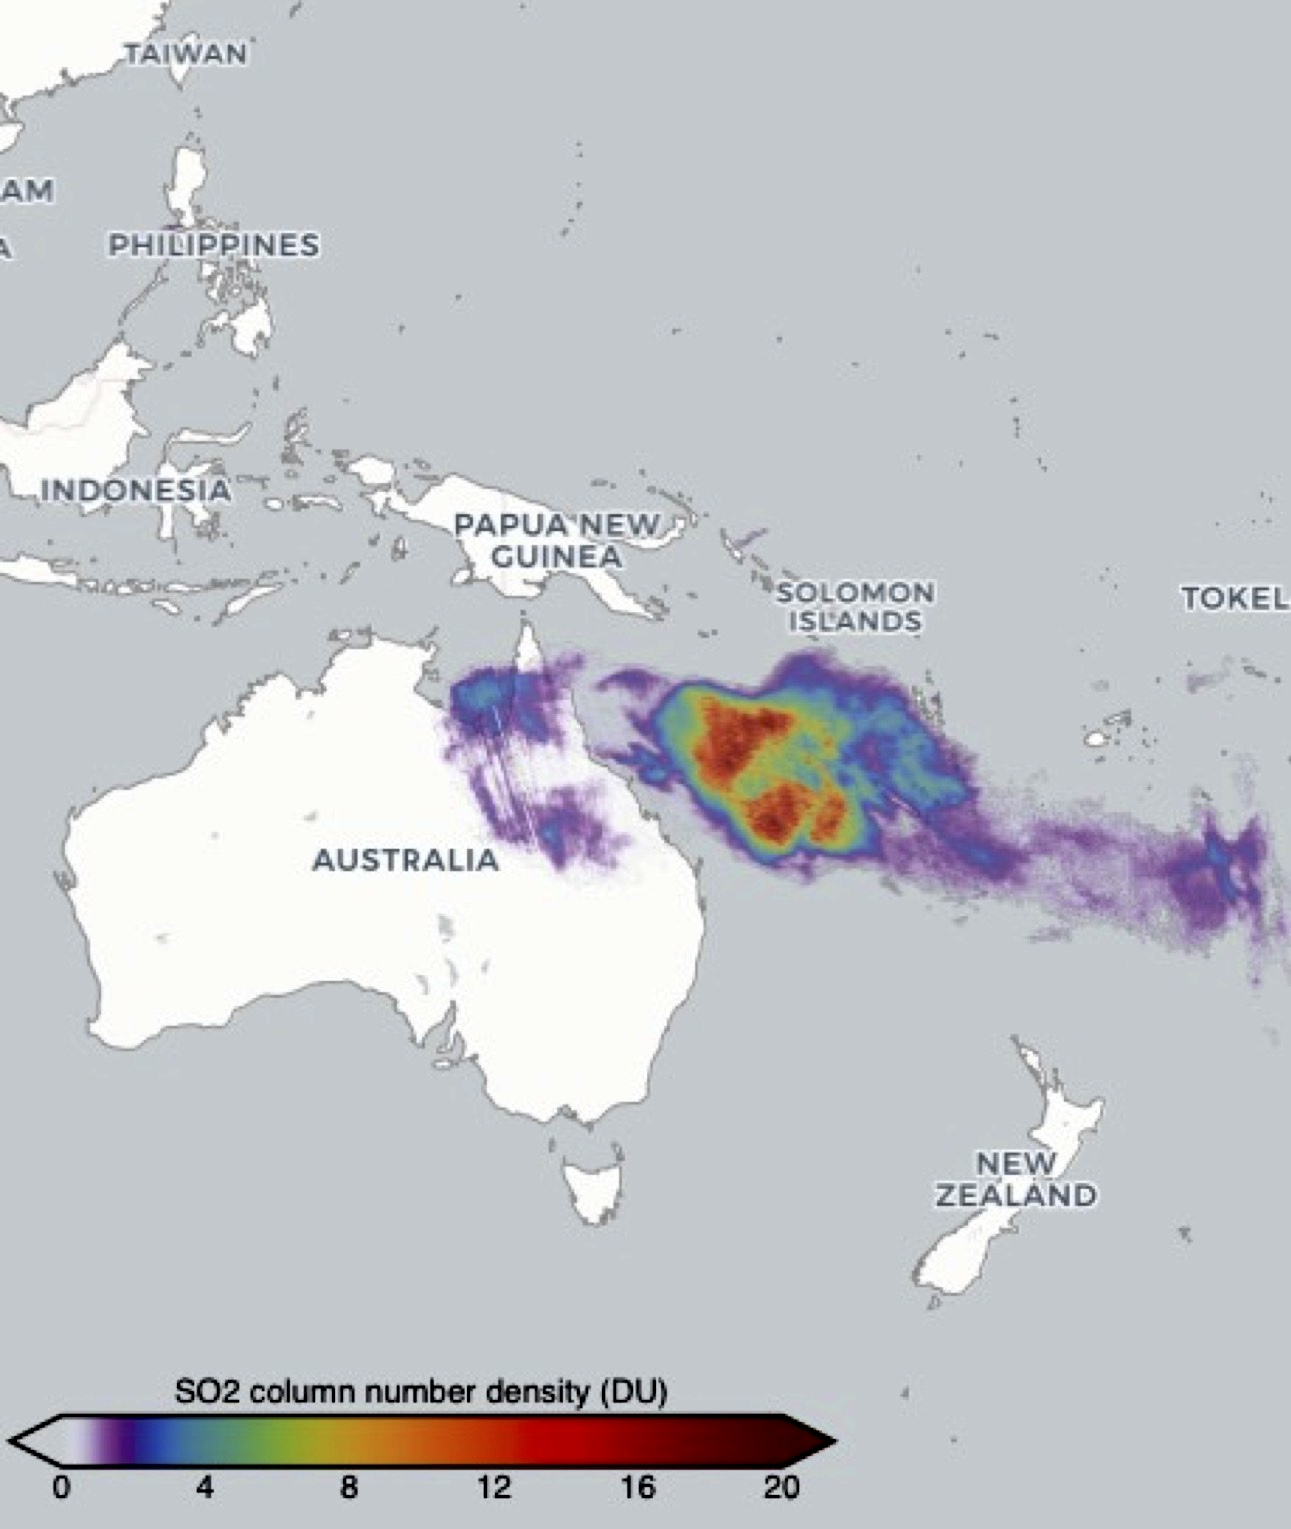 TAIWAN
AM
PHILIPPINES
A
INDONESIA
PAPUA NEW
GUINEA
SOLOMON
ISLANDS
TOKEL
AUSTRALIA
NEW
ZEALAND
SO2 column number density (DU)
0 4 8 12 16 20